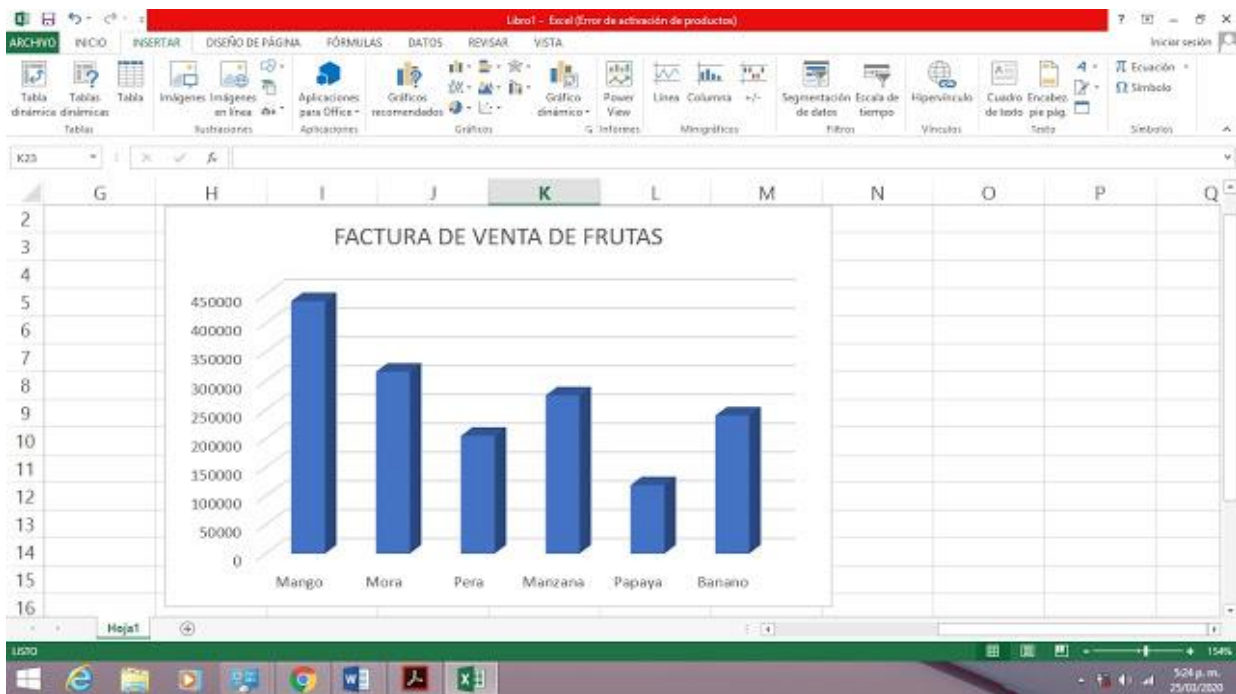 Libro1 - Excel (Error de activación de productos)
ARCHIVO INICIO INSERTAR DISEÑO DE PÁGINA FÓRMULAS DATOS REVISAR VISTA Iniciar sesión
Tabla dinámica Tablas dinámicas Tabla Imágenes Imágenes en línea Aplicaciones para Office Gráficos recomendados Gráfico dinámico Power View Línea Columna +/- Segmentación de datos Escala de tiempo Hipervínculo Cuadro de texto Encabez. pie pág. Ecuación Símbolo
Tablas Ilustraciones Aplicaciones Gráficos Informes Minigráficos Filtros Vínculos Texto Símbolos
K23 fx
G H I J K L M N O P Q
2
3
4
5
6
7
8
9
10
11
12
13
14
15
16
FACTURA DE VENTA DE FRUTAS
450000
400000
350000
300000
250000
200000
150000
100000
50000
0
Mango Mora Pera Manzana Papaya Banano
Hoja1
LISTO 154%
5:24 p. m.
25/03/2020